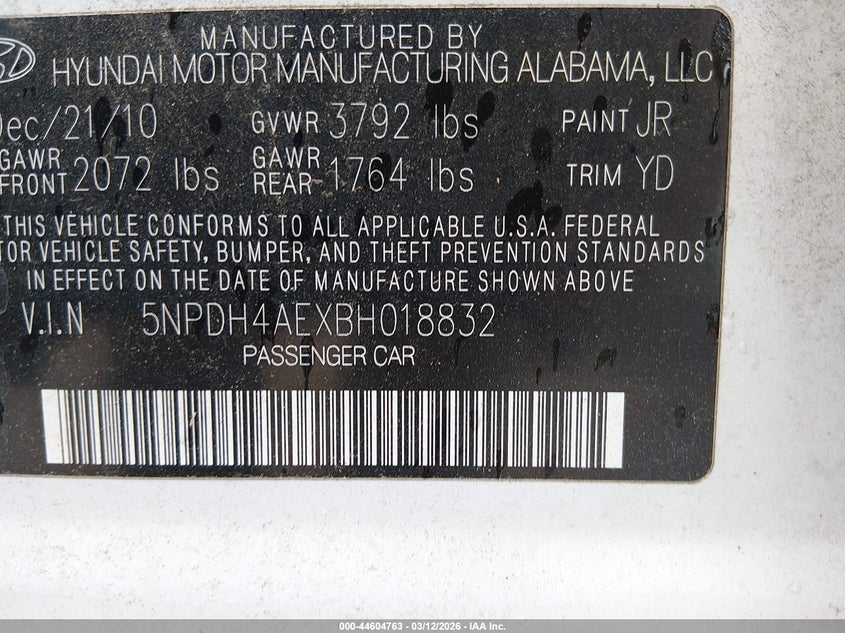 MANUFACTURED BY
HYUNDAI MOTOR MANUFACTURING ALABAMA, LLC
Dec/21/10 GVWR 3792 lbs PAINT JR
GAWR FRONT 2072 lbs GAWR REAR 1764 lbs TRIM YD
THIS VEHICLE CONFORMS TO ALL APPLICABLE U.S.A. FEDERAL
TOR VEHICLE SAFETY, BUMPER, AND THEFT PREVENTION STANDARDS
IN EFFECT ON THE DATE OF MANUFACTURE SHOWN ABOVE
V.I.N 5NPDH4AEXBH018832
PASSENGER CAR
000-44604763 - 03/12/2026 - IAA Inc.